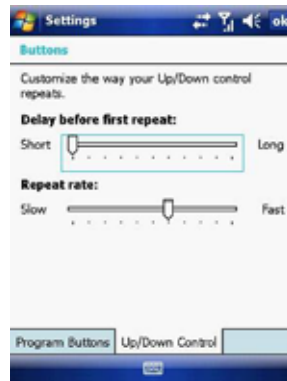 Settings
ok
Buttons
Customize the way your Up/Down control
repeats.
Delay before first repeat:
Short Long
Repeat rate:
Slow Fast
Program Buttons Up/Down Control